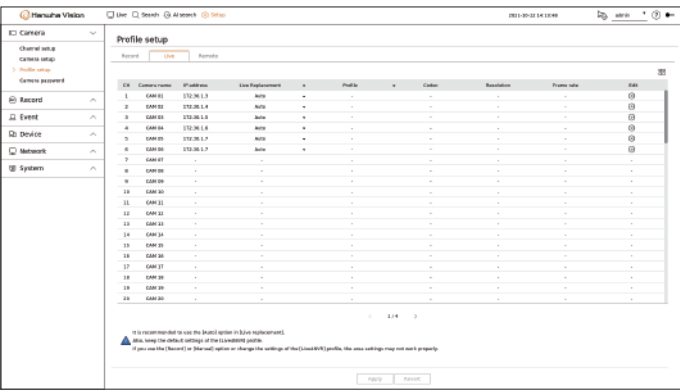 Hanwha Vision
Live Search AI search Setup
2021-10-22 14:13:46
admin
Camera
Channel setup
Camera setup
Profile setup
Camera password
Record
Event
Device
Network
System
Profile setup
Record Live Remote
CH Camera name IP address Live Replacement Profile Codec Resolution Frame rate Edit
1 CAM 01 172.30.1.3 Auto - - - -
2 CAM 02 172.30.1.4 Auto - - - -
3 CAM 03 172.30.1.5 Auto - - - -
4 CAM 04 172.30.1.6 Auto - - - -
5 CAM 05 172.30.1.7 Auto - - - -
6 CAM 06 172.30.1.7 Auto - - - -
7 CAM 07 - - - - - - -
8 CAM 08 - - - - - - -
9 CAM 09 - - - - - - -
10 CAM 10 - - - - - - -
11 CAM 11 - - - - - - -
12 CAM 12 - - - - - - -
13 CAM 13 - - - - - - -
14 CAM 14 - - - - - - -
15 CAM 15 - - - - - - -
16 CAM 16 - - - - - - -
17 CAM 17 - - - - - - -
18 CAM 18 - - - - - - -
19 CAM 19 - - - - - - -
20 CAM 20 - - - - - - -
1 / 4
It is recommended to use the [Auto] option in [Live replacement].
Also, keep the default settings of the [Live4NVR] profile.
If you use the [Record] or [Manual] option or change the settings of the [Live4NVR] profile, the area settings may not work properly.
Apply Revert